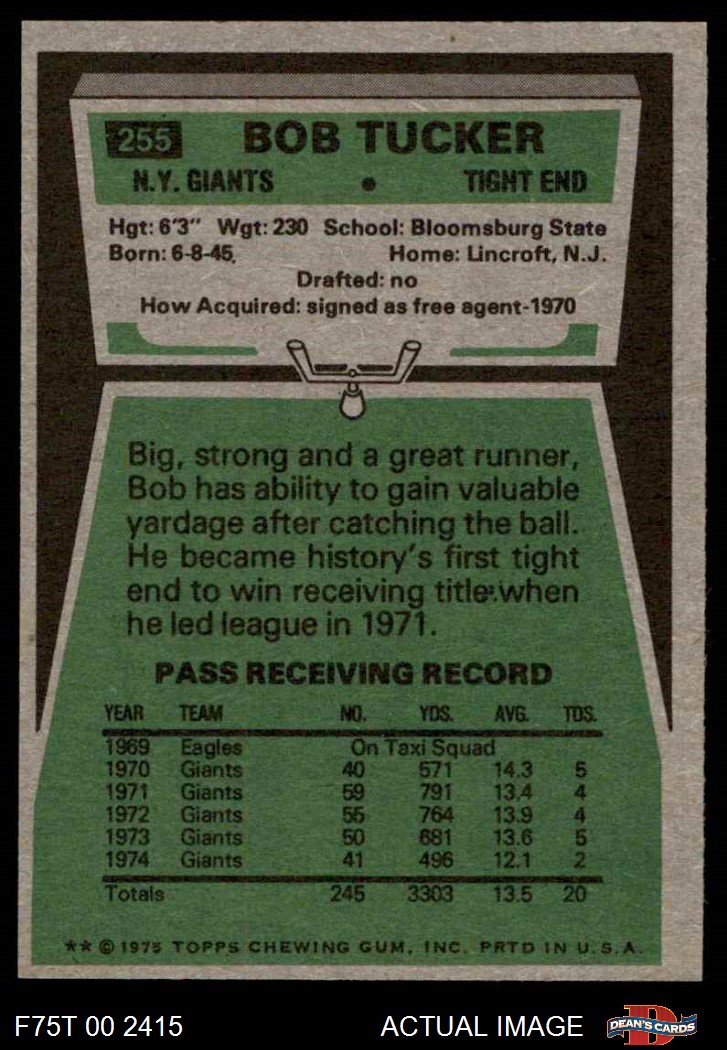 255 BOB TUCKER
N.Y. GIANTS • TIGHT END
Hgt: 6'3" Wgt: 230 School: Bloomsburg State
Born: 6-8-45. Home: Lincroft, N.J.
Drafted: no
How Acquired: signed as free agent-1970
Big, strong and a great runner,
Bob has ability to gain valuable
yardage after catching the ball.
He became history's first tight
end to win receiving title when
he led league in 1971.
PASS RECEIVING RECORD
YEAR TEAM NO. YDS. AVG. TDS.
1969 Eagles On Taxi Squad
1970 Giants 40 571 14.3 5
1971 Giants 59 791 13.4 4
1972 Giants 55 764 13.9 4
1973 Giants 50 681 13.6 5
1974 Giants 41 496 12.1 2
Totals 245 3303 13.5 20
** © 1975 TOPPS CHEWING GUM, INC. PRTD IN U.S.A.
F75T 00 2415 ACTUAL IMAGE D DEAN'S CARDS